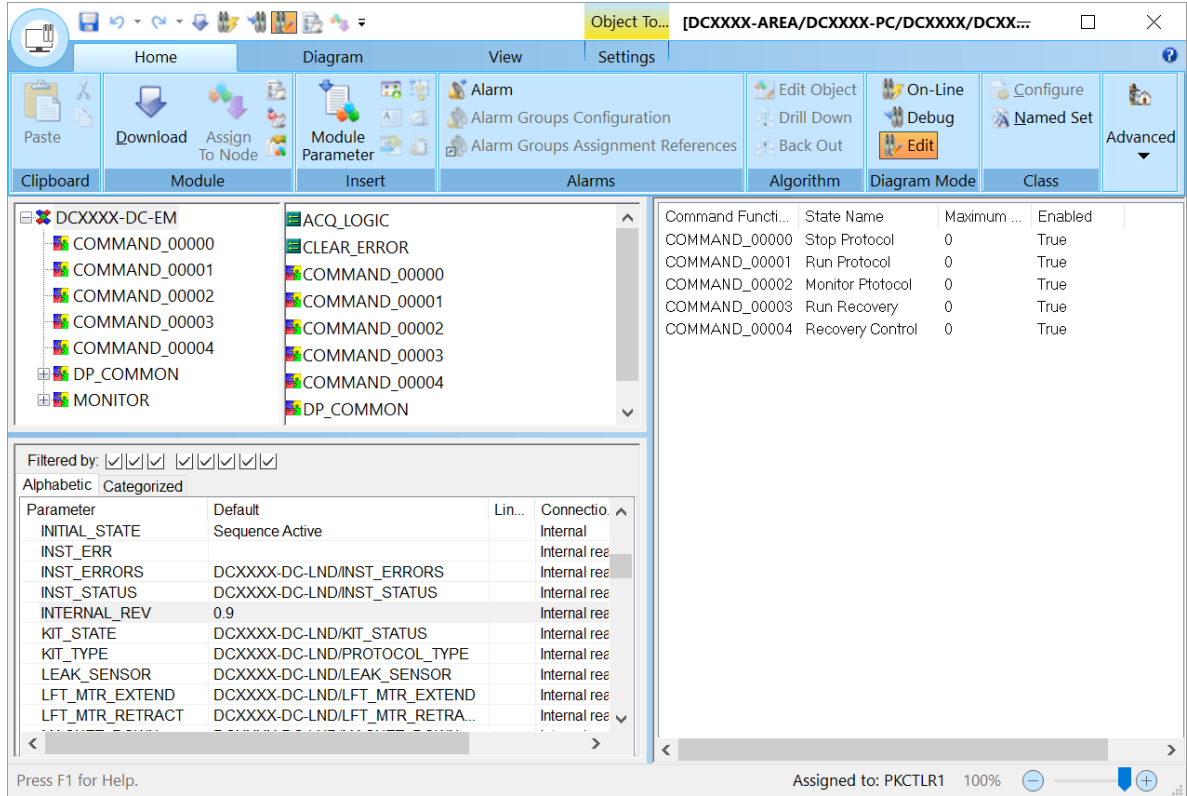 Object To... [DCXXXX-AREA/DCXXXX-PC/DCXXXX/DCXX...
Home Diagram View Settings
Paste
Clipboard
Download
Assign To Node
Module
Module Parameter
Insert
Alarm
Alarm Groups Configuration
Alarm Groups Assignment References
Alarms
Edit Object
Drill Down
Back Out
Algorithm
On-Line
Debug
Edit
Diagram Mode
Configure
Named Set
Class
Advanced
DCXXXX-DC-EM
COMMAND_00000
COMMAND_00001
COMMAND_00002
COMMAND_00003
COMMAND_00004
DP_COMMON
MONITOR
ACQ_LOGIC
CLEAR_ERROR
COMMAND_00000
COMMAND_00001
COMMAND_00002
COMMAND_00003
COMMAND_00004
DP_COMMON
Command Functi... State Name Maximum ... Enabled
COMMAND_00000 Stop Protocol 0 True
COMMAND_00001 Run Protocol 0 True
COMMAND_00002 Monitor Ptotocol 0 True
COMMAND_00003 Run Recovery 0 True
COMMAND_00004 Recovery Control 0 True
Filtered by:
Alphabetic Categorized
Parameter Default Lin... Connectio.
INITIAL_STATE Sequence Active Internal
INST_ERR Internal rea
INST_ERRORS DCXXXX-DC-LND/INST_ERRORS Internal rea
INST_STATUS DCXXXX-DC-LND/INST_STATUS Internal rea
INTERNAL_REV 0.9 Internal rea
KIT_STATE DCXXXX-DC-LND/KIT_STATUS Internal rea
KIT_TYPE DCXXXX-DC-LND/PROTOCOL_TYPE Internal rea
LEAK_SENSOR DCXXXX-DC-LND/LEAK_SENSOR Internal rea
LFT_MTR_EXTEND DCXXXX-DC-LND/LFT_MTR_EXTEND Internal rea
LFT_MTR_RETRACT DCXXXX-DC-LND/LFT_MTR_RETRA... Internal rea
Press F1 for Help. Assigned to: PKCTLR1 100%